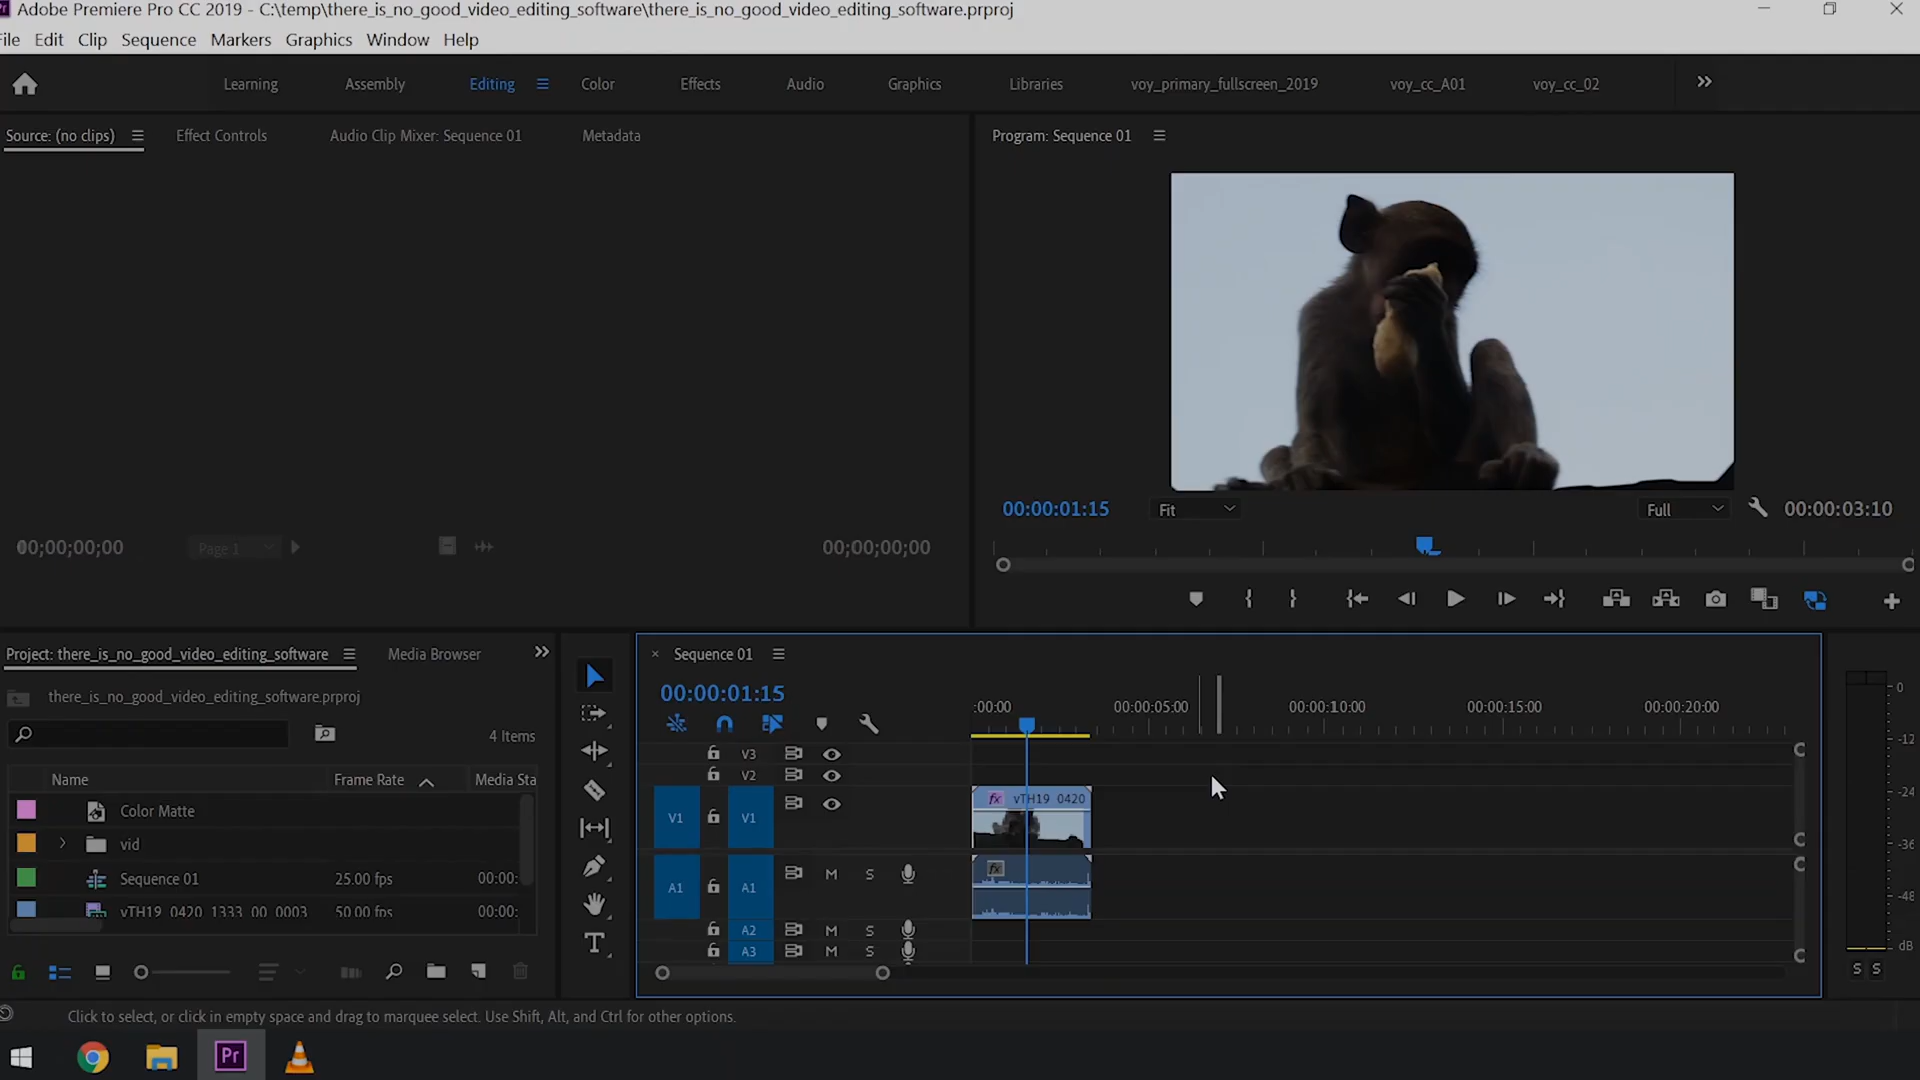 Adobe Premiere Pro CC 2019 - C:\temp\there_is_no_good_video_editing_software\there_is_no_good_video_editing_software.prproj
File Edit Clip Sequence Markers Graphics Window Help
Learning Assembly Editing Color Effects Audio Graphics Libraries voy_primary_fullscreen_2019 voy_cc_A01 voy_cc_02
Source: (no clips) Effect Controls Audio Clip Mixer: Sequence 01 Metadata
Program: Sequence 01
00:00:01:15 Fit Full 00:00:03:10
00;00;00;00 Page 1 00;00;00;00
Project: there_is_no_good_video_editing_software Media Browser
there_is_no_good_video_editing_software.prproj
4 Items
Name Frame Rate Media Sta
Color Matte
vid
Sequence 01 25.00 fps 00:00:
vTH19_0420_1333_00_0003 50.00 fps 00:00:
Sequence 01
00:00:01:15
:00:00 00:00:05:00 00:00:10:00 00:00:15:00 00:00:20:00
V3
V2
V1 V1
fx vTH19_0420
A1 A1 M S
fx
A2 M S
A3 M S
0
-12
-24
-36
-48
dB
S S
Click to select, or click in empty space and drag to marquee select. Use Shift, Alt, and Ctrl for other options.
Pr